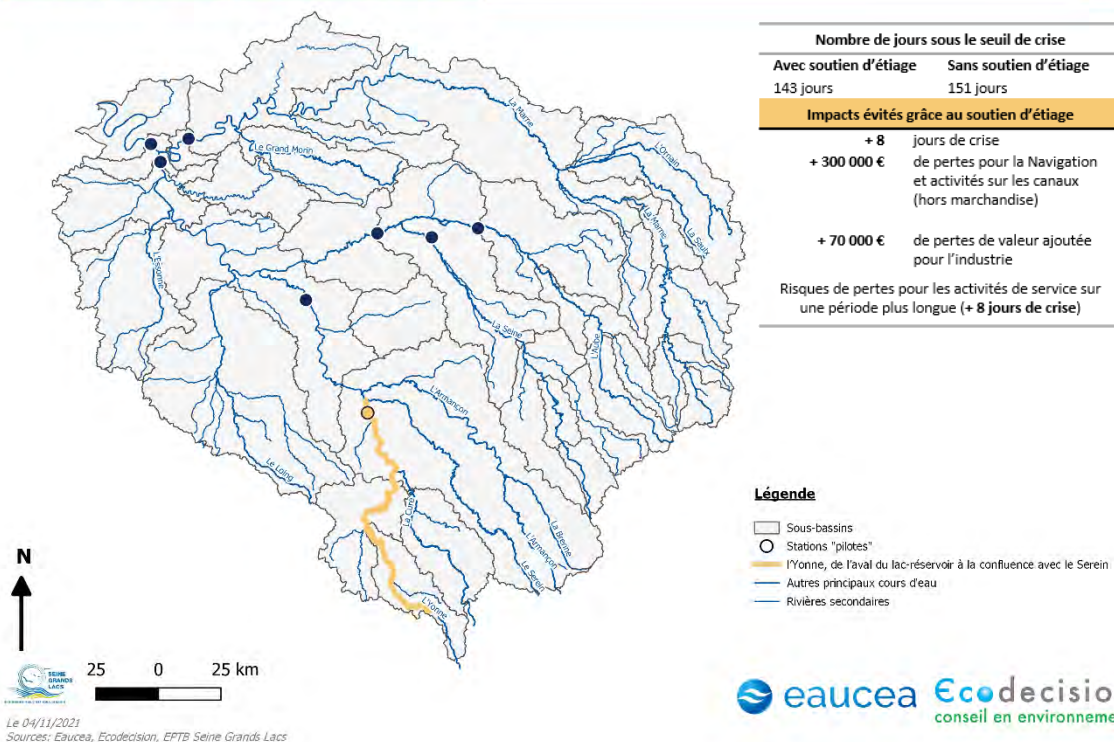 Nombre de jours sous le seuil de crise
Avec soutien d'étiage Sans soutien d'étiage
143 jours 151 jours
Impacts évités grâce au soutien d'étiage
+ 8 jours de crise
+ 300 000 € de pertes pour la Navigation
et activités sur les canaux
(hors marchandise)
+ 70 000 € de pertes de valeur ajoutée
pour l'industrie
Risques de pertes pour les activités de service sur
une période plus longue (+ 8 jours de crise)
La Marne
L'Ornain
Le Grand Morin
La Marne
La Saulx
L'Essonne
La Seine
L'Aube
L'Armançon
Le Loing
La Cure
La Brenne
L'Armançon
Le Serein
L'Yonne
Légende
Sous-bassins
Stations "pilotes"
l'Yonne, de l'aval du lac-réservoir à la confluence avec le Serein
Autres principaux cours d'eau
Rivières secondaires
N
25 0 25 km
SEINE
GRANDS
LACS
eaucea
Ecodecisio
conseil en environneme
Le 04/11/2021
Sources: Eaucea, Ecodecision, EPTB Seine Grands Lacs